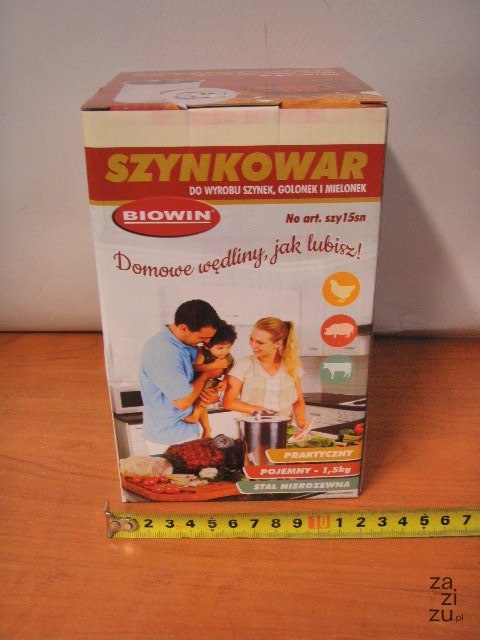 SZYNKOWAR
DO WYROBU SZYNEK, GOLONEK I MIELONEK
BIOWIN®
No art. szy15sn
Domowe wędliny, jak lubisz!
PRAKTYCZNY
POJEMNY - 1,5kg
STAL NIERDZEWNA
2 3 4 5 6 7 8 9 10 1 2 3 4 5 6 7
za
zi
zu.pl